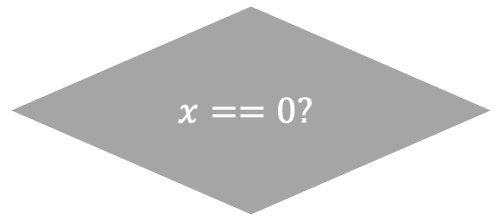 x == 0?